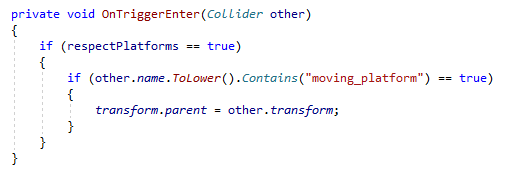 private void OnTriggerEnter(Collider other)
{
    if (respectPlatforms == true)
    {
        if (other.name.ToLower().Contains("moving_platform") == true)
        {
            transform.parent = other.transform;
        }
    }
}